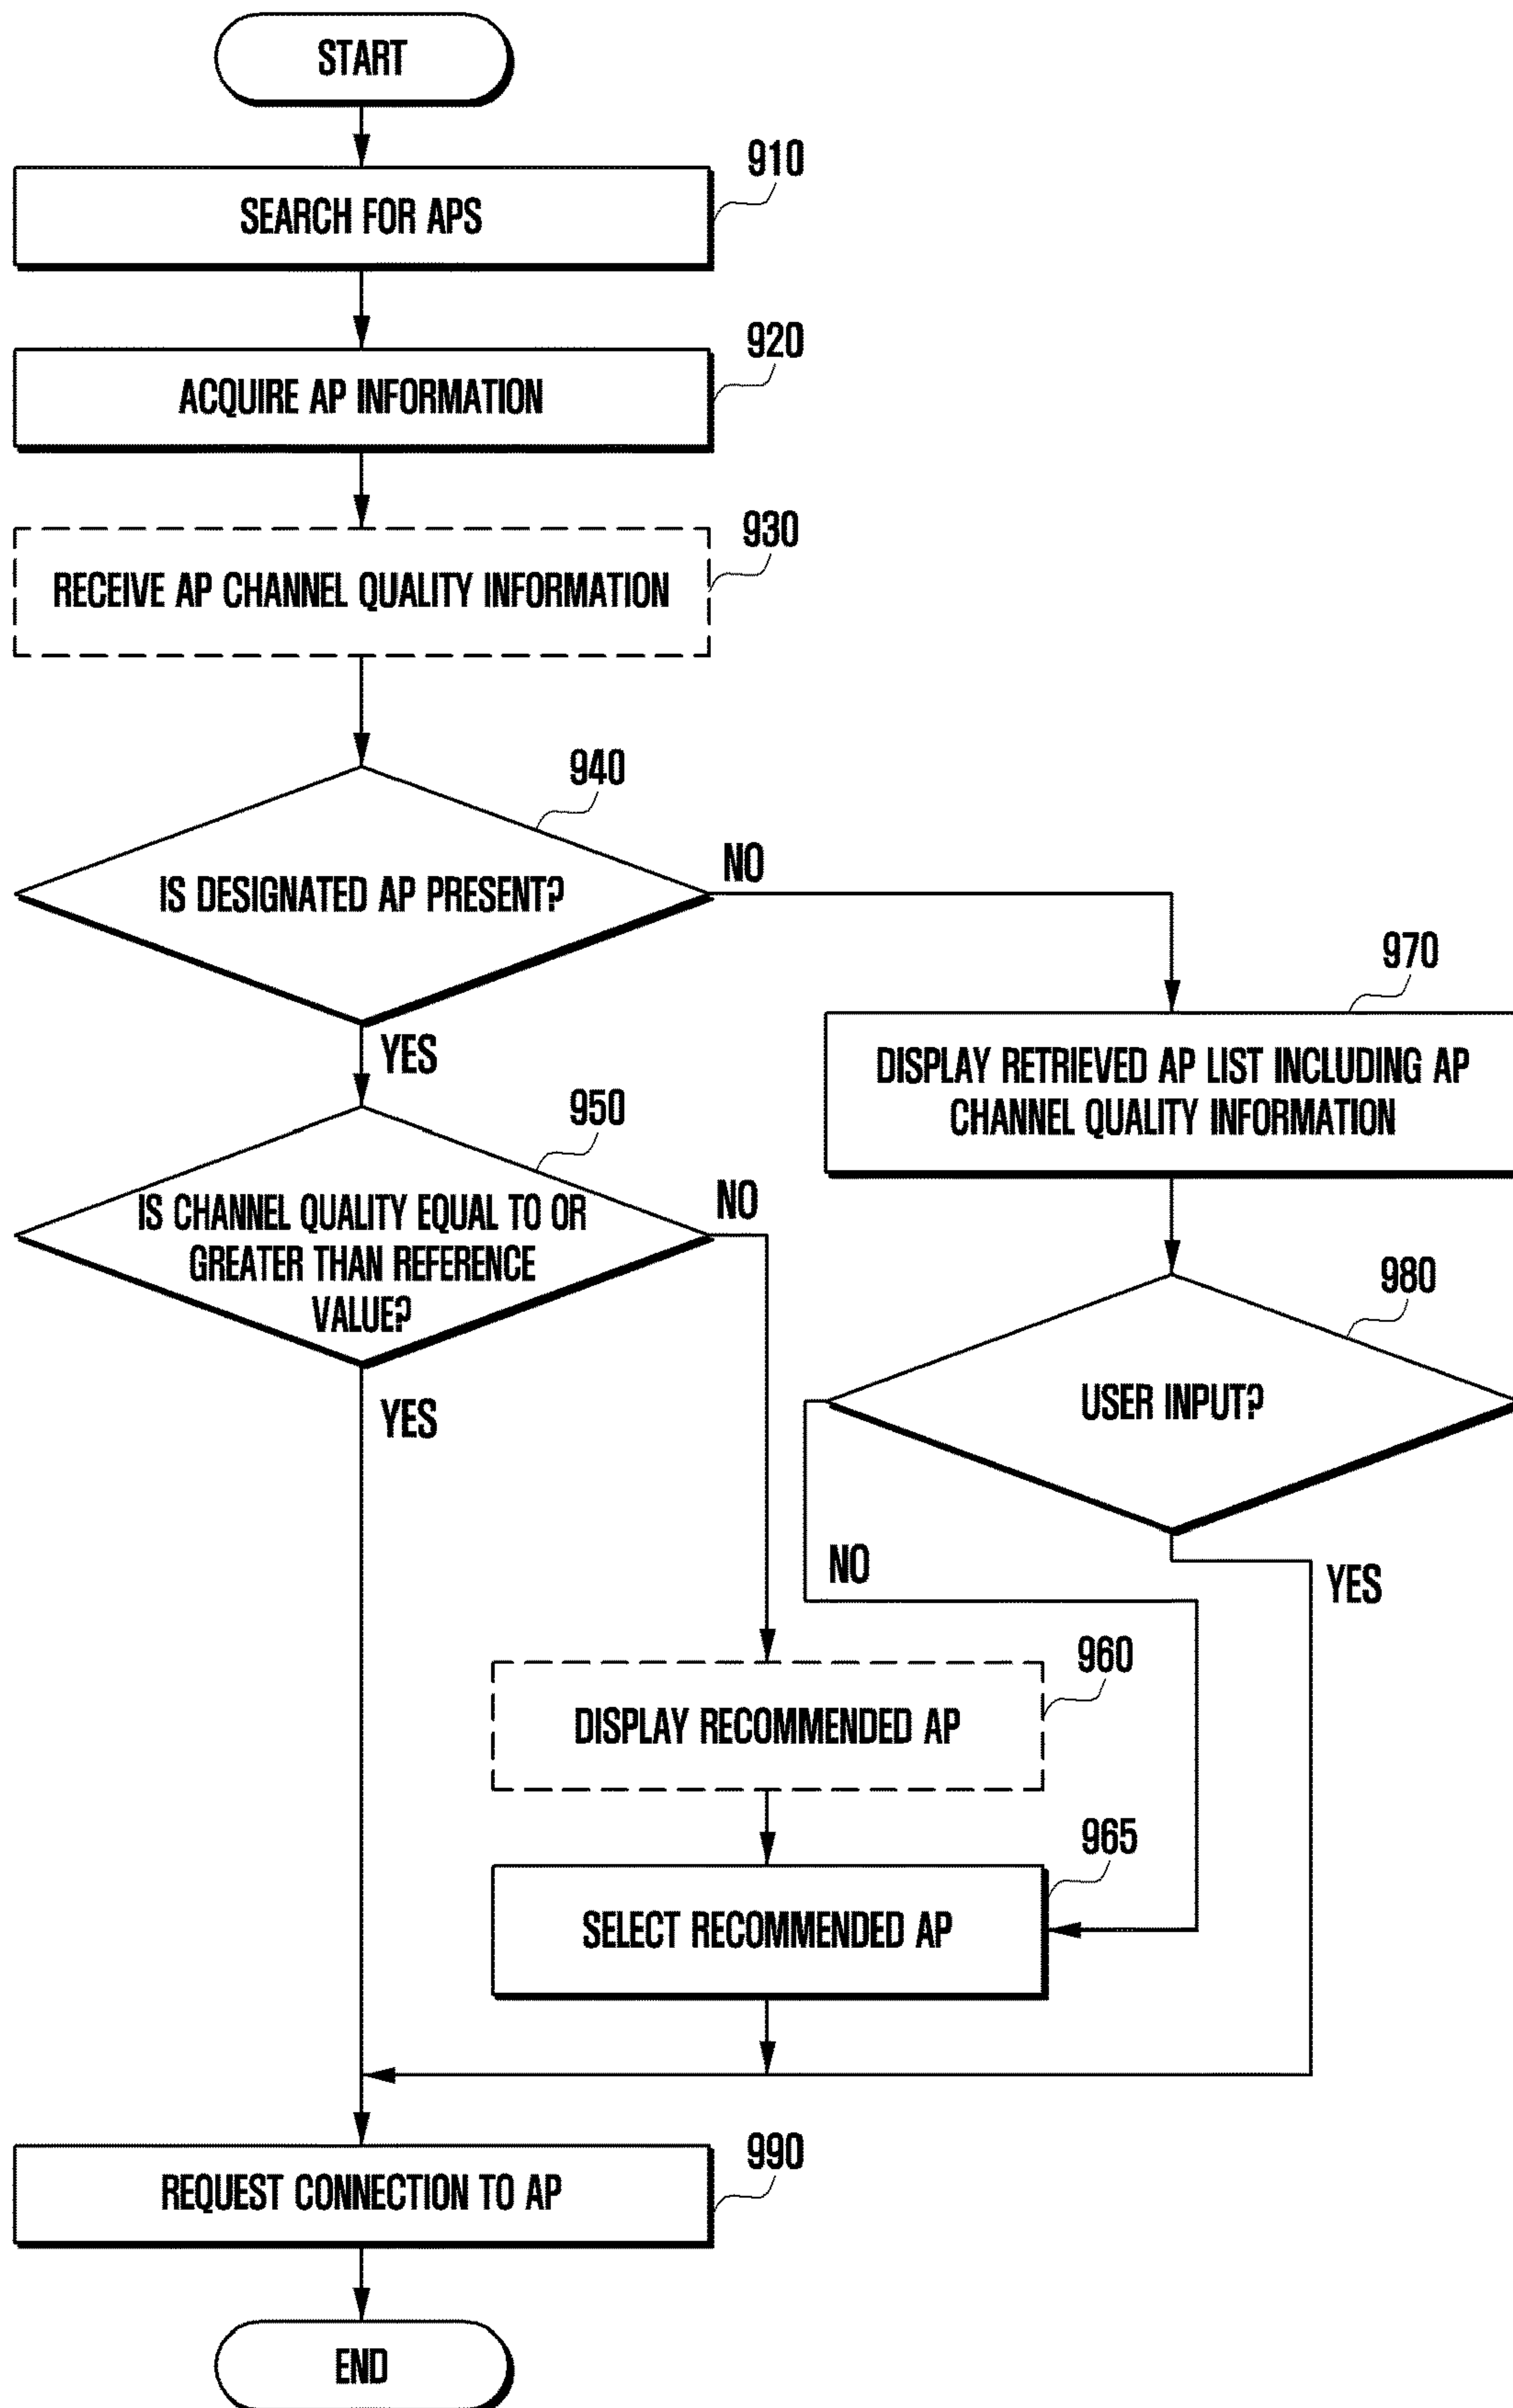 START
910
SEARCH FOR APS
920
ACQUIRE AP INFORMATION
930
RECEIVE AP CHANNEL QUALITY INFORMATION
940
IS DESIGNATED AP PRESENT?
NO
YES
950
IS CHANNEL QUALITY EQUAL TO OR
GREATER THAN REFERENCE
VALUE?
NO
YES
970
DISPLAY RETRIEVED AP LIST INCLUDING AP
CHANNEL QUALITY INFORMATION
980
USER INPUT?
NO
YES
960
DISPLAY RECOMMENDED AP
965
SELECT RECOMMENDED AP
990
REQUEST CONNECTION TO AP
END